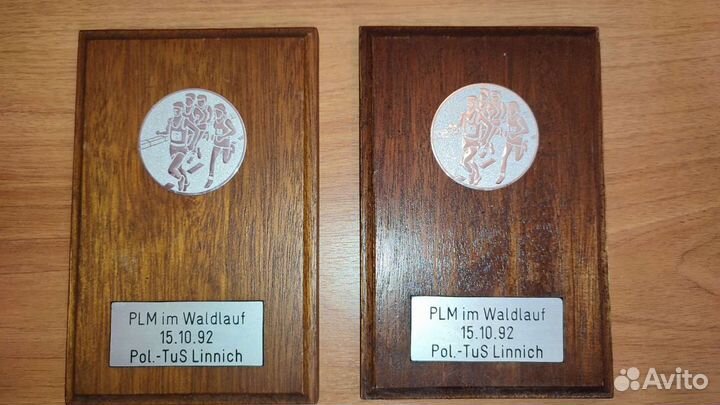 PLM im Waldlauf
15.10.92
Pol.-TuS Linnich
PLM im Waldlauf
15.10.92
Pol.-TuS Linnich
Avito